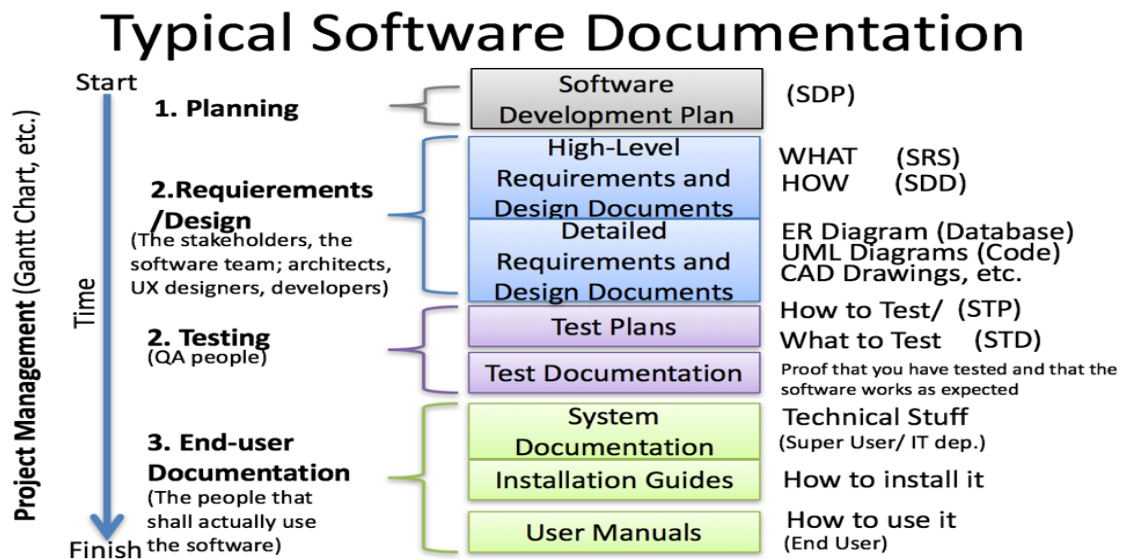 Typical Software Documentation
Project Management (Gantt Chart, etc.)
Start
Time
Finish
1. Planning
Software
Development Plan
(SDP)
2.Requierements
/Design
(The stakeholders, the
software team; architects,
UX designers, developers)
High-Level
Requirements and
Design Documents
WHAT (SRS)
HOW (SDD)
Detailed
Requirements and
Design Documents
ER Diagram (Database)
UML Diagrams (Code)
CAD Drawings, etc.
2. Testing
(QA people)
Test Plans
How to Test/ (STP)
What to Test (STD)
Test Documentation
Proof that you have tested and that the
software works as expected
3. End-user
Documentation
(The people that
shall actually use
the software)
System
Documentation
Technical Stuff
(Super User/ IT dep.)
Installation Guides
How to install it
User Manuals
How to use it
(End User)